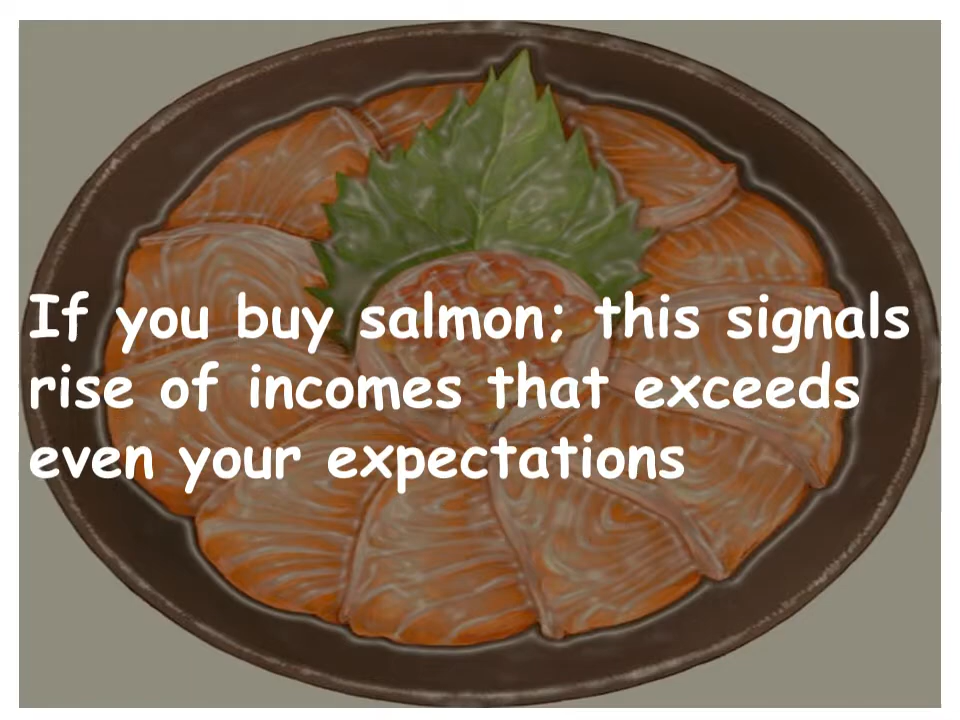 If you buy salmon; this signals
rise of incomes that exceeds
even your expectations